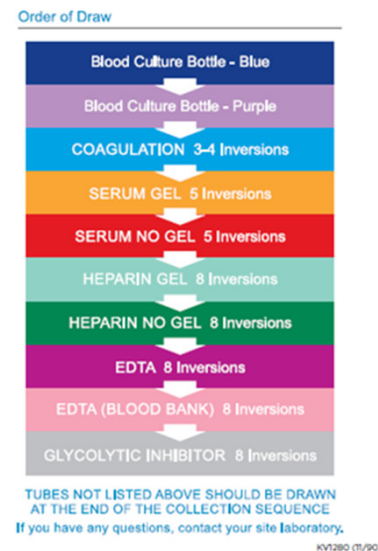 Order of Draw
Blood Culture Bottle - Blue
Blood Culture Bottle - Purple
COAGULATION 3-4 Inversions
SERUM GEL 5 Inversions
SERUM NO GEL 5 Inversions
HEPARIN GEL 8 Inversions
HEPARIN NO GEL 8 Inversions
EDTA 8 Inversions
EDTA (BLOOD BANK) 8 Inversions
GLYCOLYTIC INHIBITOR 8 Inversions
TUBES NOT LISTED ABOVE SHOULD BE DRAWN
AT THE END OF THE COLLECTION SEQUENCE
If you have any questions, contact your site laboratory.
KV1280